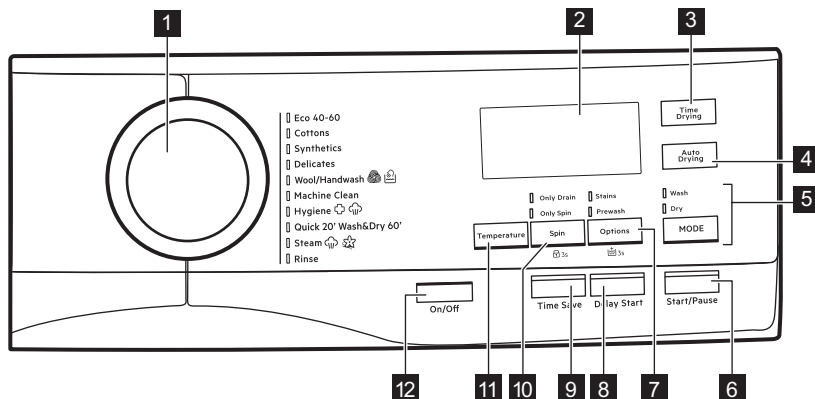 1
2
3
Eco 40-60
Cottons
Synthetics
Delicates
Wool/Handwash
Machine Clean
Hygiene
Quick 20' Wash&Dry 60'
Steam
Rinse
Time
Drying
Auto
Drying
4
5
Only Drain
Only Spin
Stains
Prewash
Wash
Dry
Temperature
Spin
Options
MODE
3s
3s
On/Off
Time Save
Delay Start
Start/Pause
12
11
10
9
8
7
6